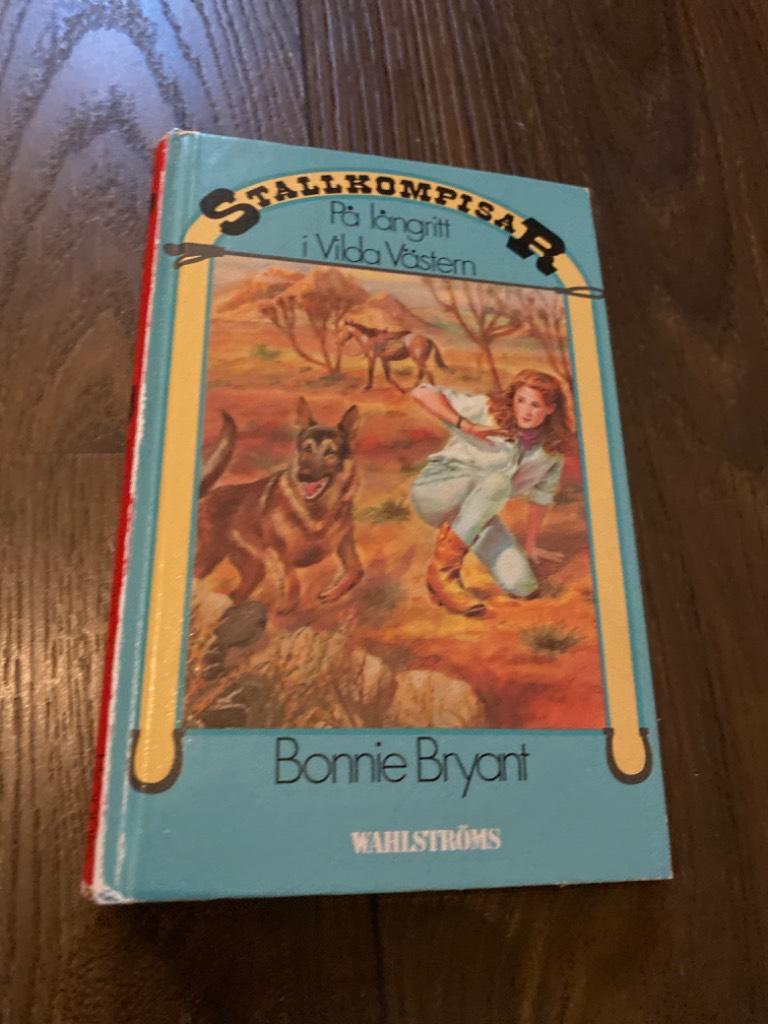 STALLKOMPISAR
På långritt
i Vilda Västern
Bonnie Bryant
WAHLSTRÖMS